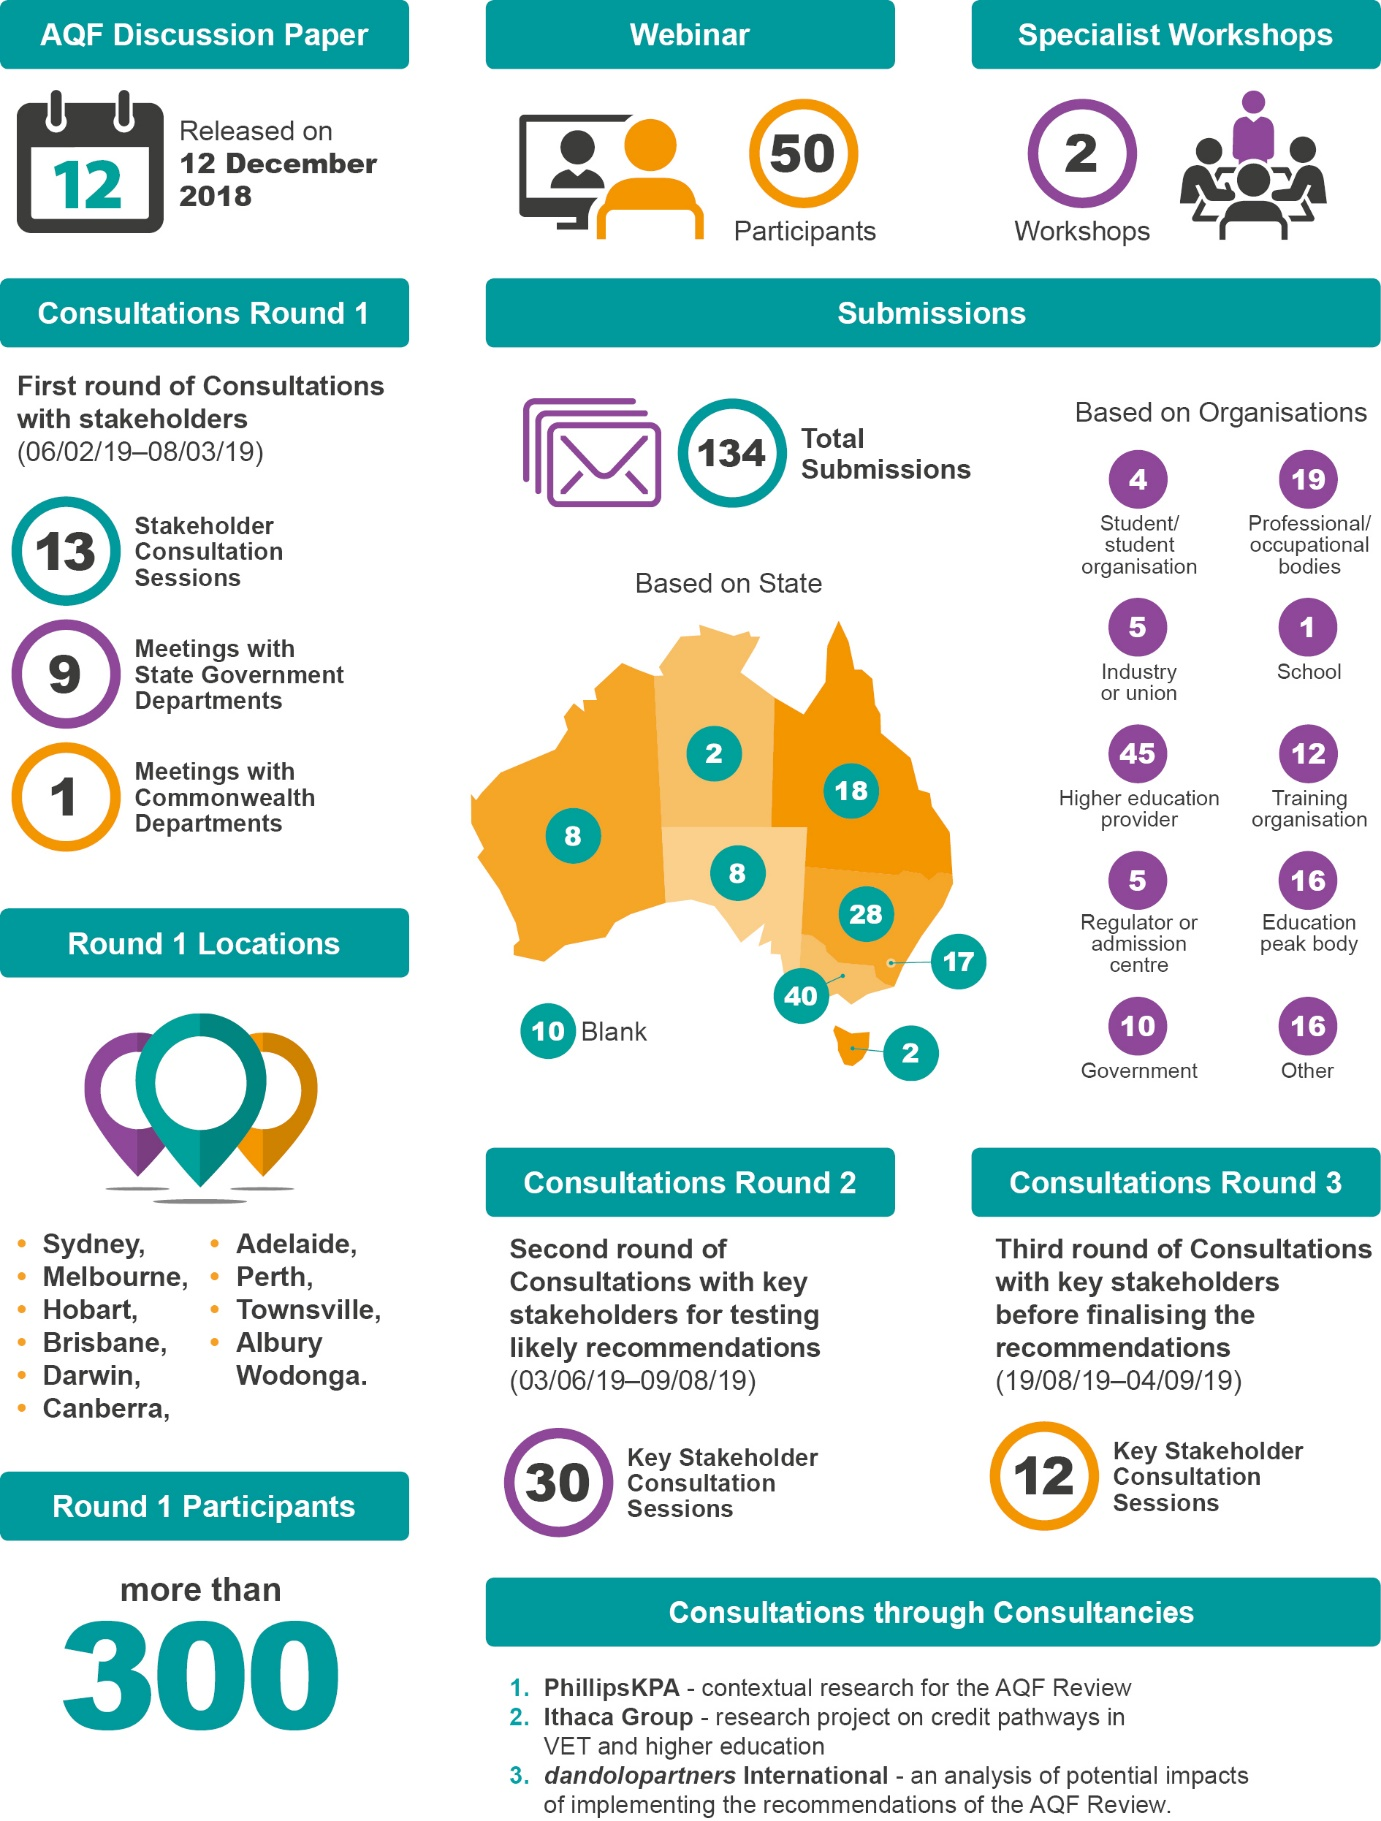 AQF Discussion Paper
12
Released on
12 December
2018
Webinar
50
Participants
Specialist Workshops
2
Workshops
Consultations Round 1
First round of Consultations
with stakeholders
(06/02/19–08/03/19)
13
Stakeholder
Consultation
Sessions
9
Meetings with
State Government
Departments
1
Meetings with
Commonwealth
Departments
Round 1 Locations
• Sydney,
• Melbourne,
• Hobart,
• Brisbane,
• Darwin,
• Canberra,
• Adelaide,
• Perth,
• Townsville,
• Albury
Wodonga.
Round 1 Participants
more than
300
Submissions
134
Total
Submissions
Based on State
2
18
8
8
28
17
40
10 Blank
2
Based on Organisations
4
Student/
student
organisation
19
Professional/
occupational
bodies
5
Industry
or union
1
School
45
Higher education
provider
12
Training
organisation
5
Regulator or
admission
centre
16
Education
peak body
10
Government
16
Other
Consultations Round 2
Second round of
Consultations with key
stakeholders for testing
likely recommendations
(03/06/19–09/08/19)
30
Key Stakeholder
Consultation
Sessions
Consultations Round 3
Third round of Consultations
with key stakeholders
before finalising the
recommendations
(19/08/19–04/09/19)
12
Key Stakeholder
Consultation
Sessions
Consultations through Consultancies
1. PhillipsKPA - contextual research for the AQF Review
2. Ithaca Group - research project on credit pathways in
VET and higher education
3. dandolopartners International - an analysis of potential impacts
of implementing the recommendations of the AQF Review.